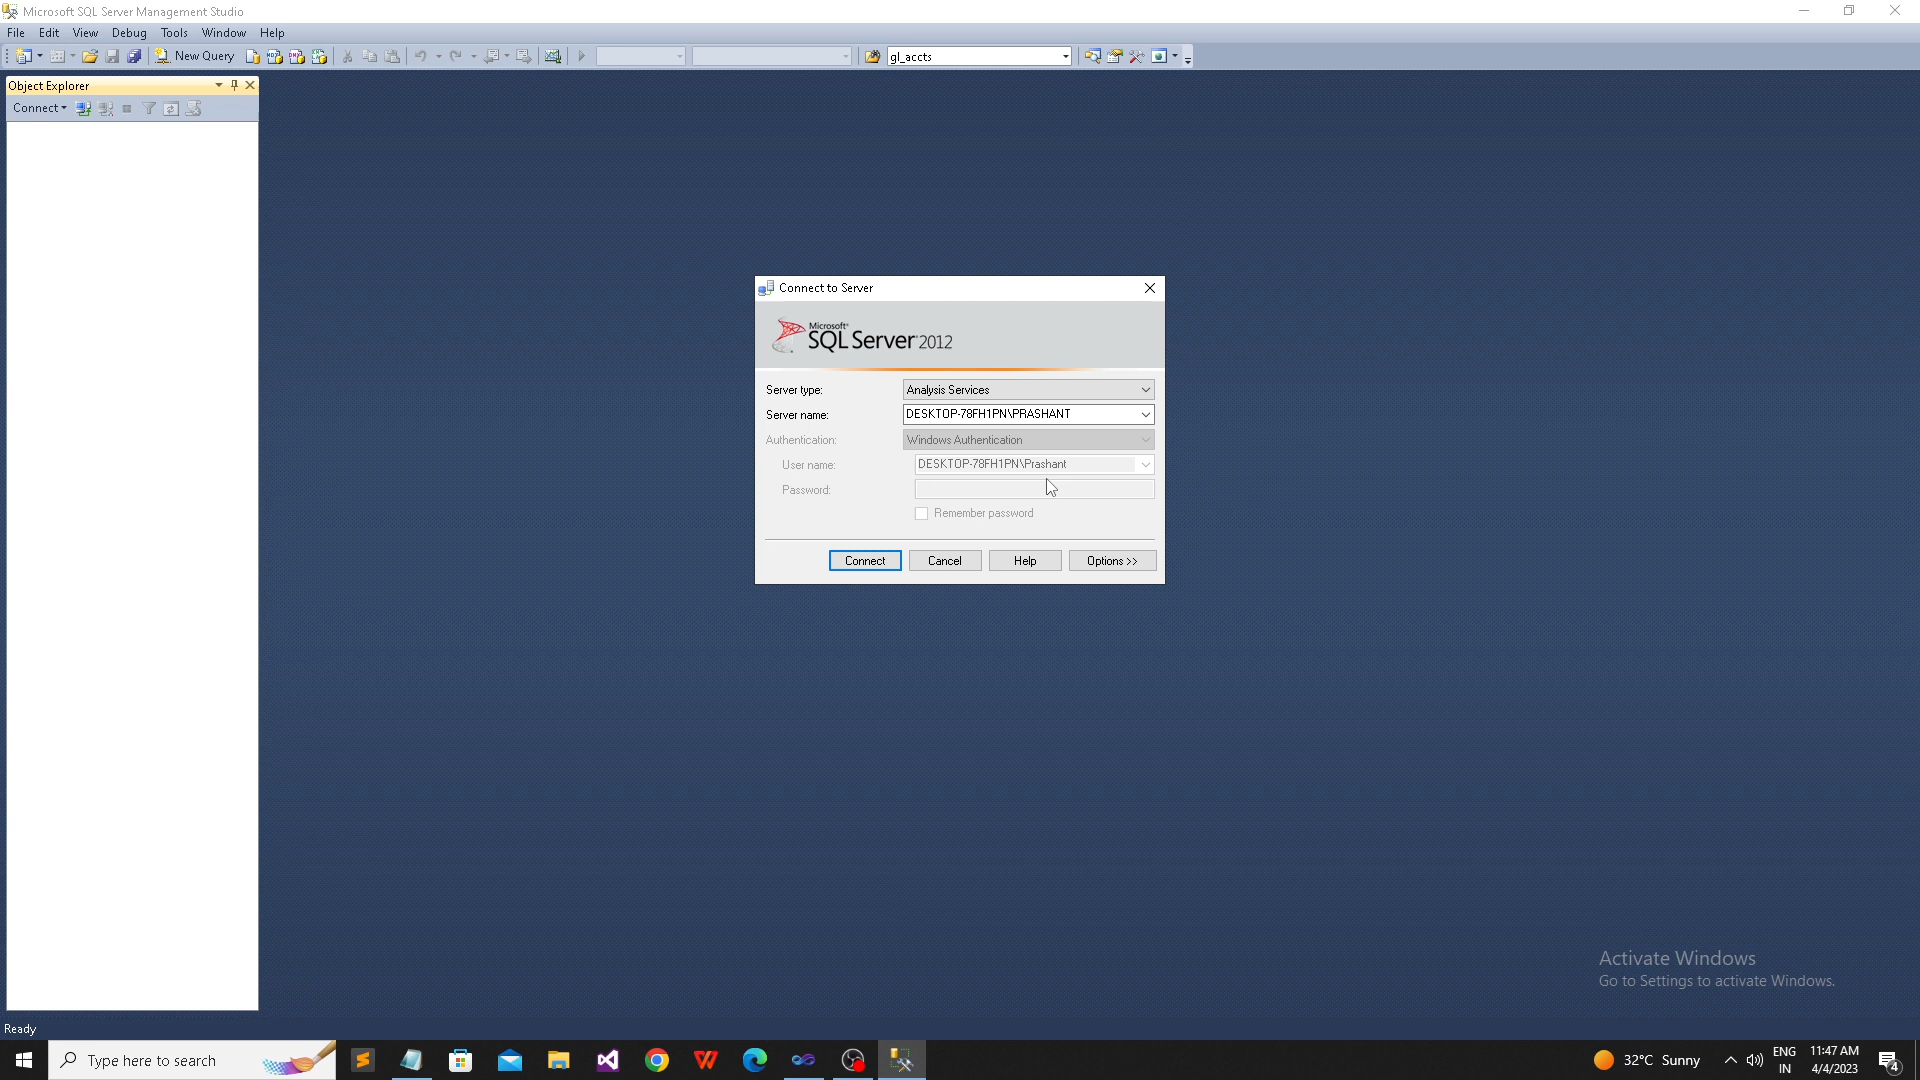 Microsoft SQL Server Management Studio
File Edit View Debug Tools Window Help
New Query
gl_accts
Object Explorer
Connect
Connect to Server
Microsoft
SQL Server 2012
Server type: Analysis Services
Server name: DESKTOP-78FH1PN\PRASHANT
Authentication: Windows Authentication
User name: DESKTOP-78FH1PN\Prashant
Password:
Remember password
Connect Cancel Help Options >>
Activate Windows
Go to Settings to activate Windows.
Ready
Type here to search
32°C Sunny
ENG
IN
11:47 AM
4/4/2023
4